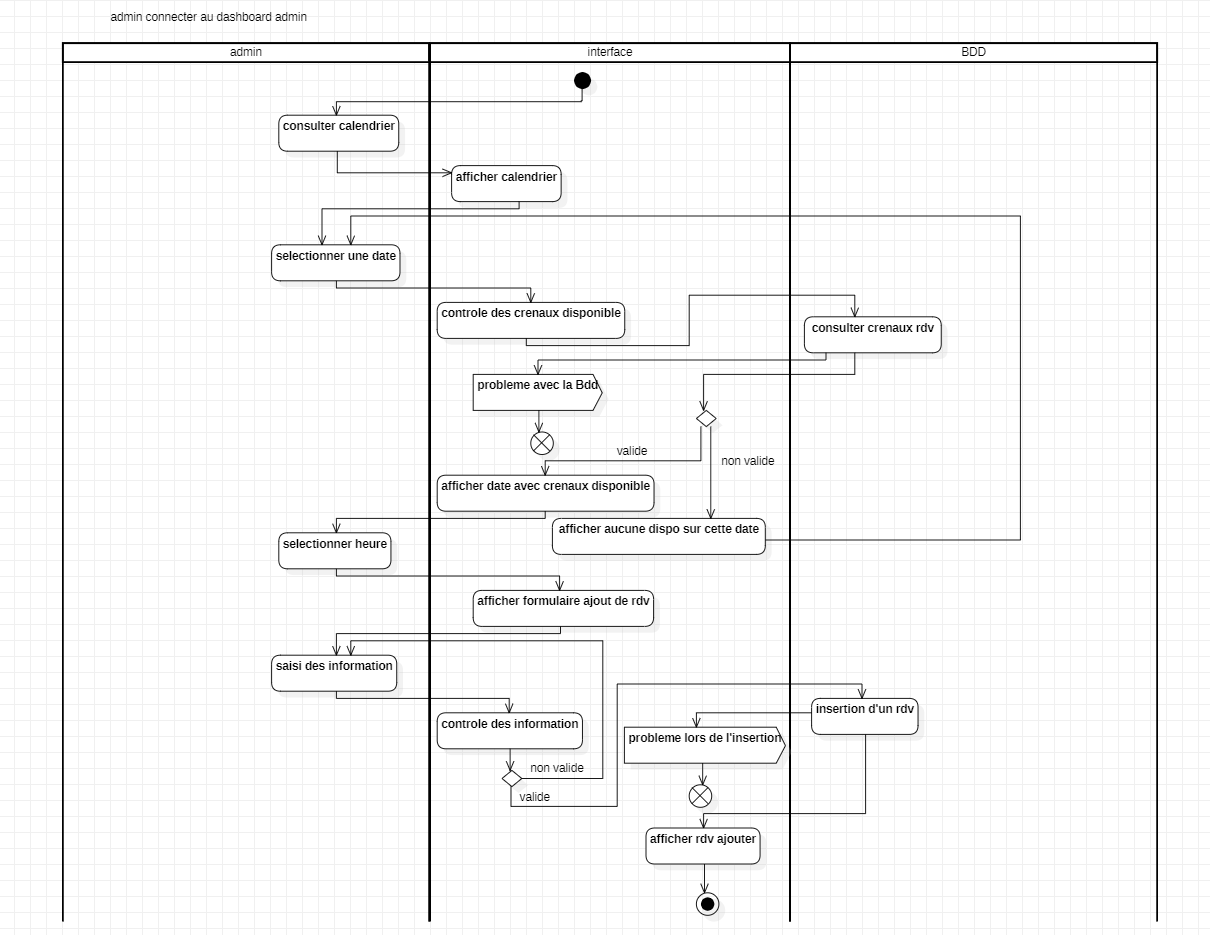 admin connecter au dashboard admin
admin
interface
BDD
consulter calendrier
afficher calendrier
selectionner une date
controle des crenaux disponible
consulter crenaux rdv
probleme avec la Bdd
valide
non valide
afficher date avec crenaux disponible
afficher aucune dispo sur cette date
selectionner heure
afficher formulaire ajout de rdv
saisi des information
insertion d'un rdv
controle des information
probleme lors de l'insertion
non valide
valide
afficher rdv ajouter